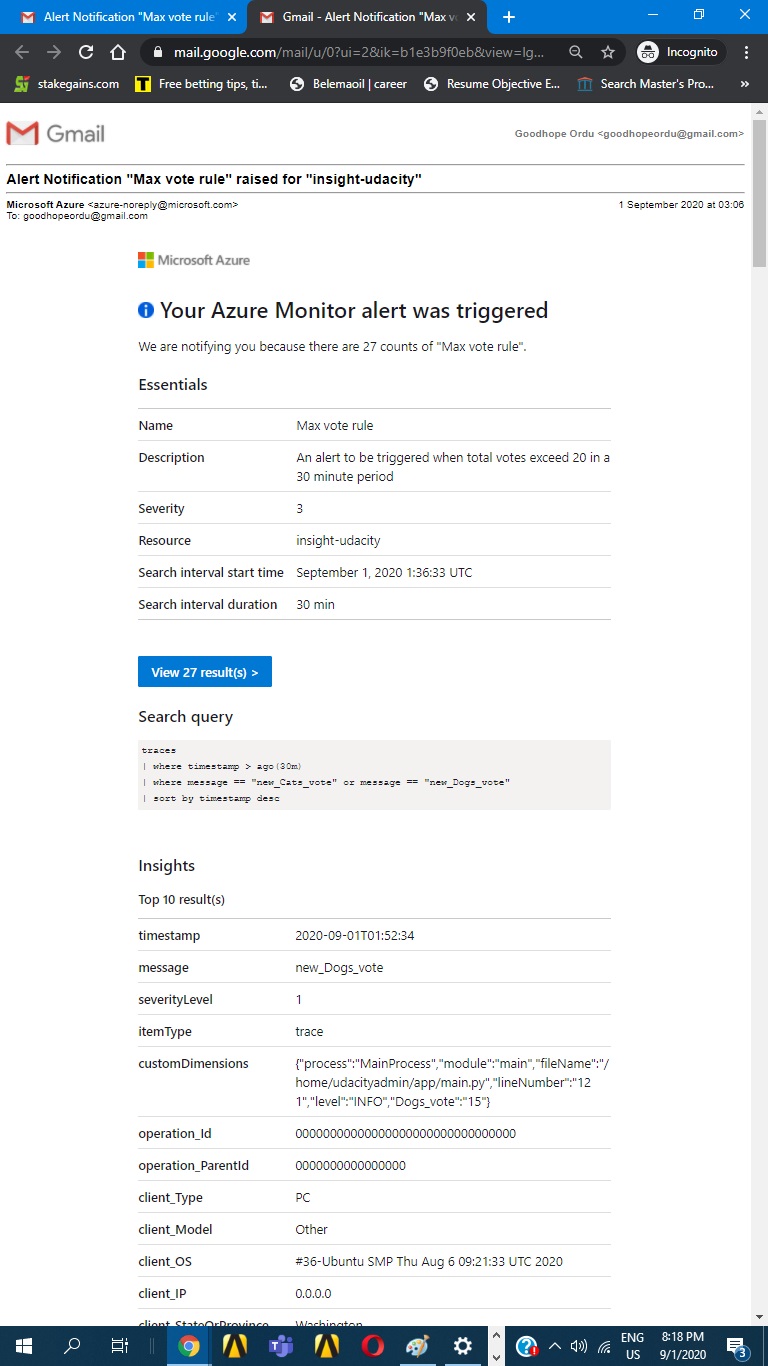 Alert Notification "Max vote rule"
Gmail - Alert Notification "Max v
mail.google.com/mail/u/0?ui=2&ik=b1e3b9f0eb&view=lg...
Incognito
stakegains.com
Free betting tips, ti...
Belemaoil | career
Resume Objective E...
Search Master's Pro...
»
Gmail
Goodhope Ordu <goodhopeordu@gmail.com>
Alert Notification "Max vote rule" raised for "insight-udacity"
Microsoft Azure <azure-noreply@microsoft.com>
1 September 2020 at 03:06
To: goodhopeordu@gmail.com
Microsoft Azure
Your Azure Monitor alert was triggered
We are notifying you because there are 27 counts of "Max vote rule".
Essentials
Name Max vote rule
Description An alert to be triggered when total votes exceed 20 in a
30 minute period
Severity 3
Resource insight-udacity
Search interval start time September 1, 2020 1:36:33 UTC
Search interval duration 30 min
View 27 result(s) >
Search query
traces
| where timestamp > ago(30m)
| where message == "new_Cats_vote" or message == "new_Dogs_vote"
| sort by timestamp desc
Insights
Top 10 result(s)
timestamp 2020-09-01T01:52:34
message new_Dogs_vote
severityLevel 1
itemType trace
customDimensions {"process":"MainProcess","module":"main","fileName":"/
home/udacityadmin/app/main.py","lineNumber":"12
1","level":"INFO","Dogs_vote":"15"}
operation_Id 00000000000000000000000000000000
operation_ParentId 0000000000000000
client_Type PC
client_Model Other
client_OS #36-Ubuntu SMP Thu Aug 6 09:21:33 UTC 2020
client_IP 0.0.0.0
client_StateOrProvince Washington
ENG
US
8:18 PM
9/1/2020
3